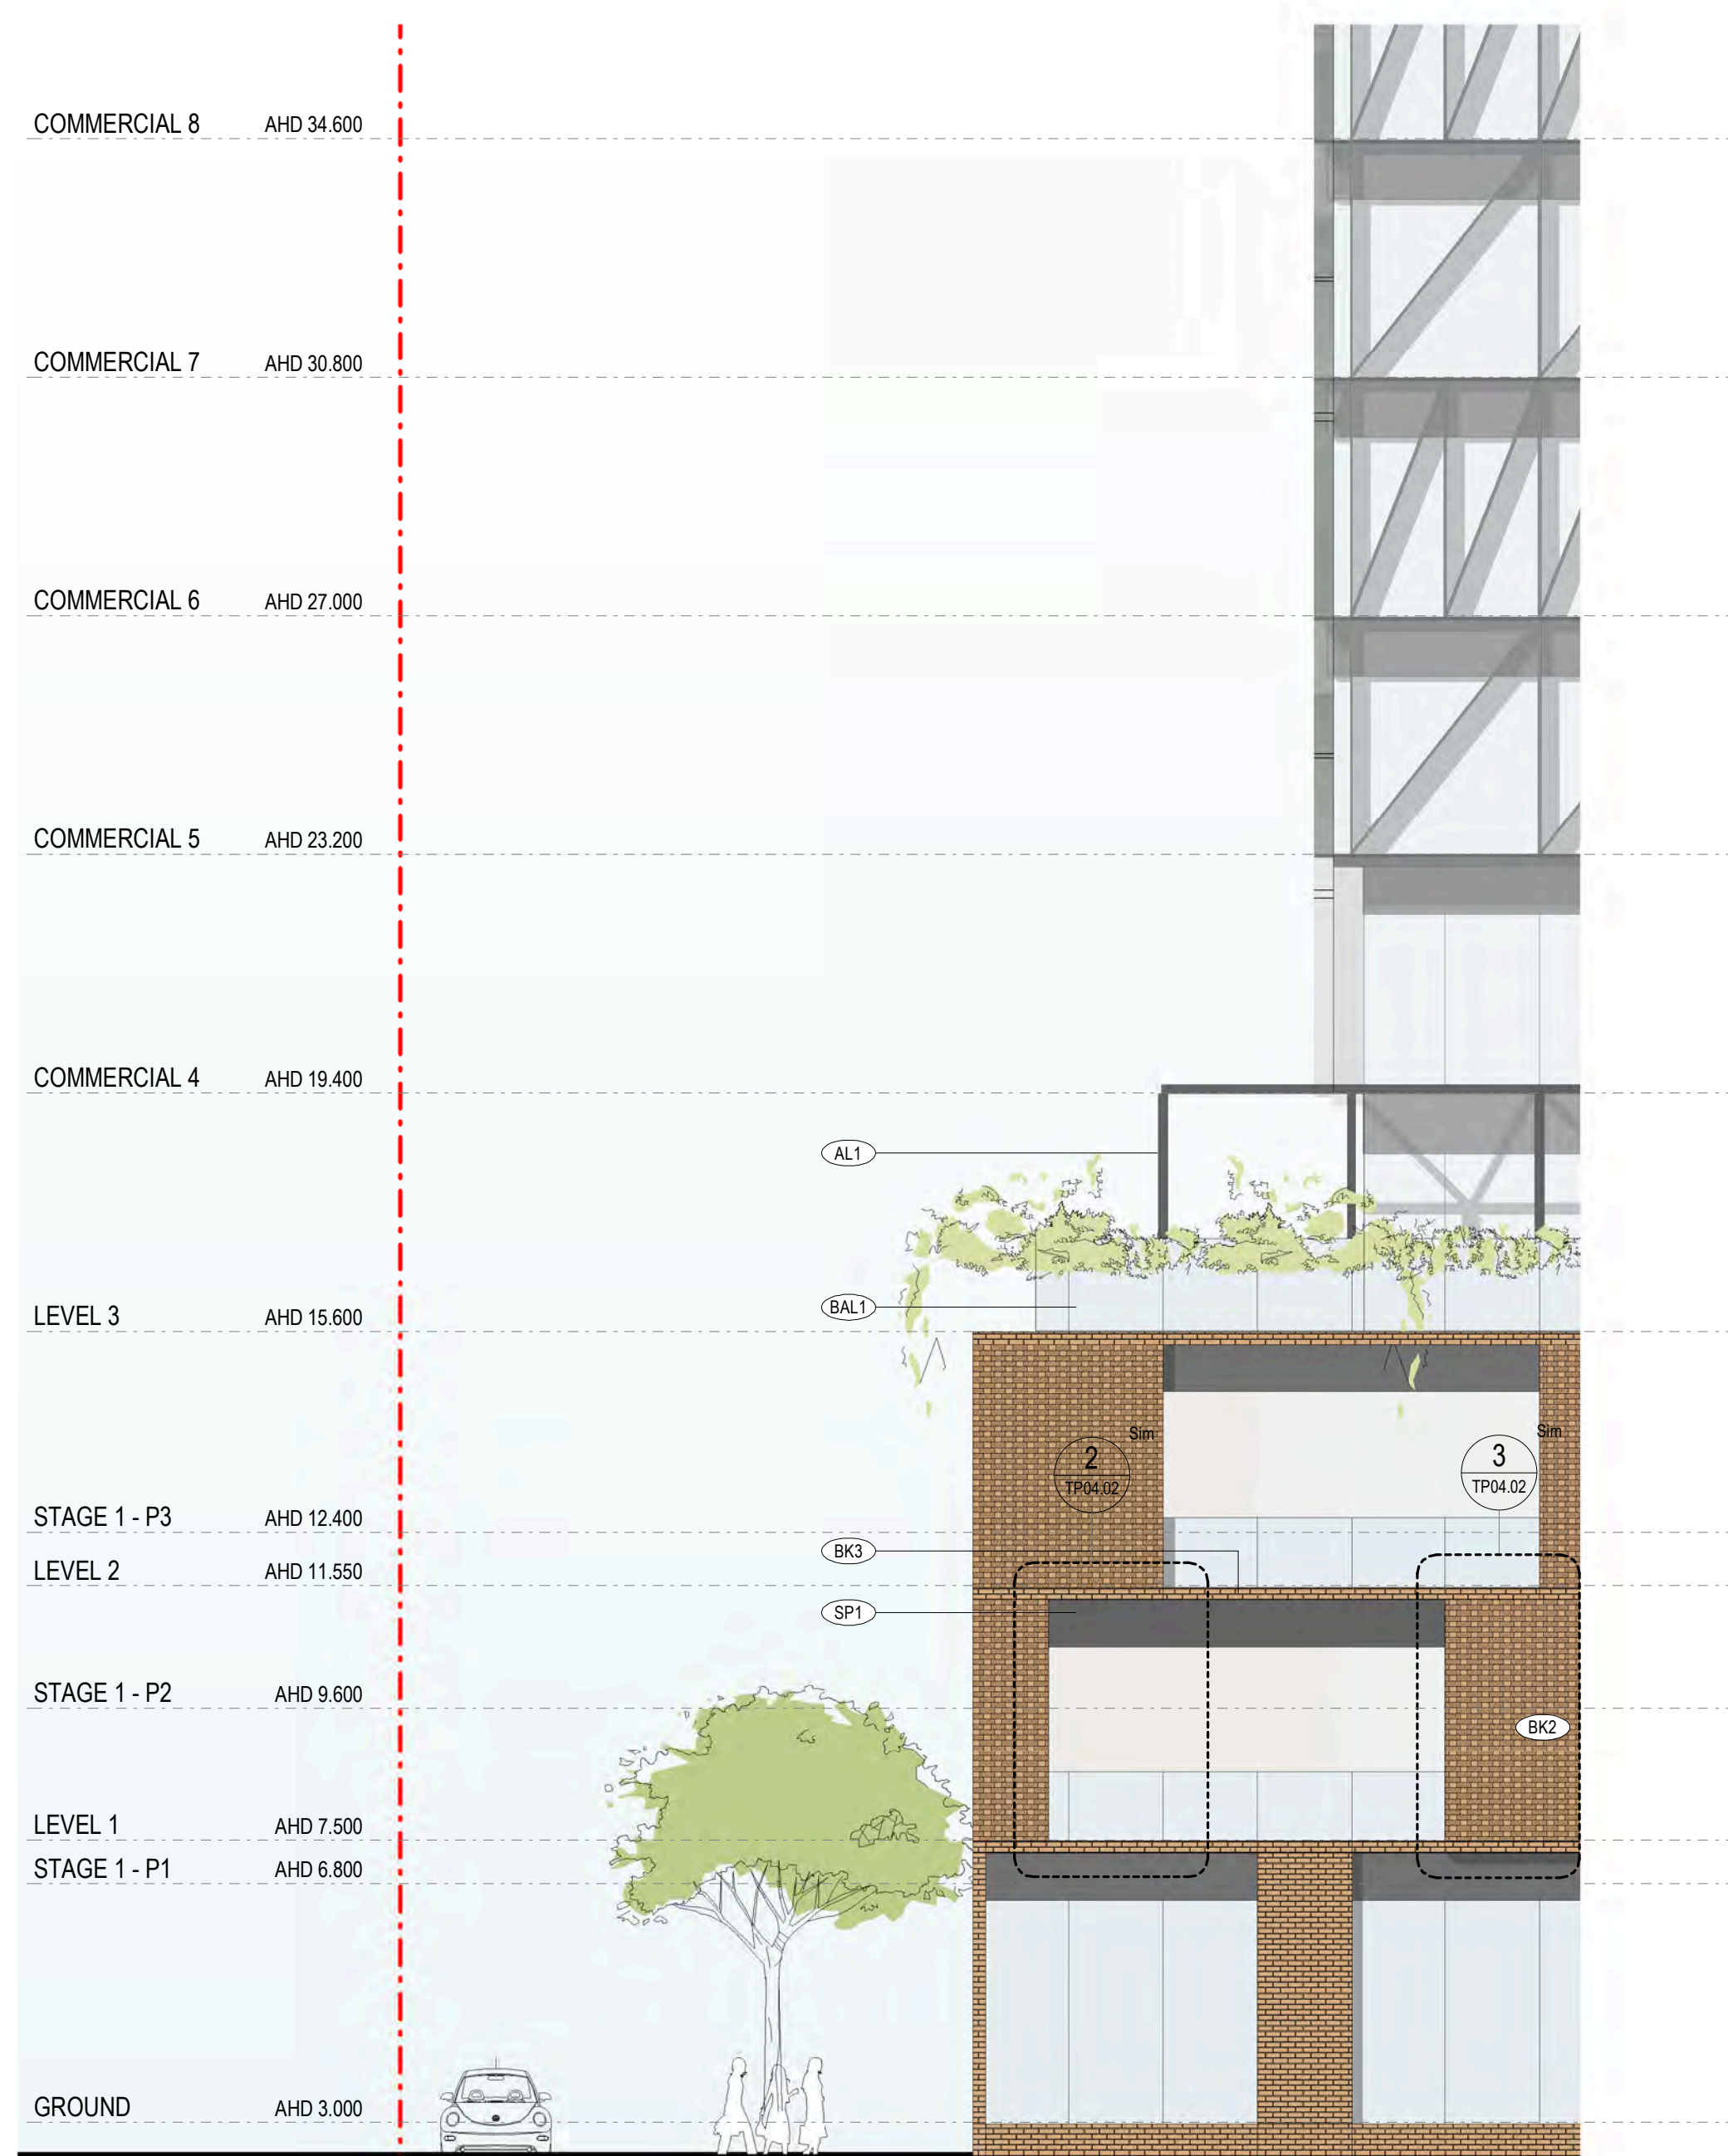 COMMERCIAL 8 AHD 34.600
COMMERCIAL 7 AHD 30.800
COMMERCIAL 6 AHD 27.000
COMMERCIAL 5 AHD 23.200
COMMERCIAL 4 AHD 19.400
AL1
BAL1
LEVEL 3 AHD 15.600
Sim
Sim
2
TP04.02
3
TP04.02
STAGE 1 - P3 AHD 12.400
BK3
LEVEL 2 AHD 11.550
SP1
STAGE 1 - P2 AHD 9.600
BK2
LEVEL 1 AHD 7.500
STAGE 1 - P1 AHD 6.800
GROUND AHD 3.000